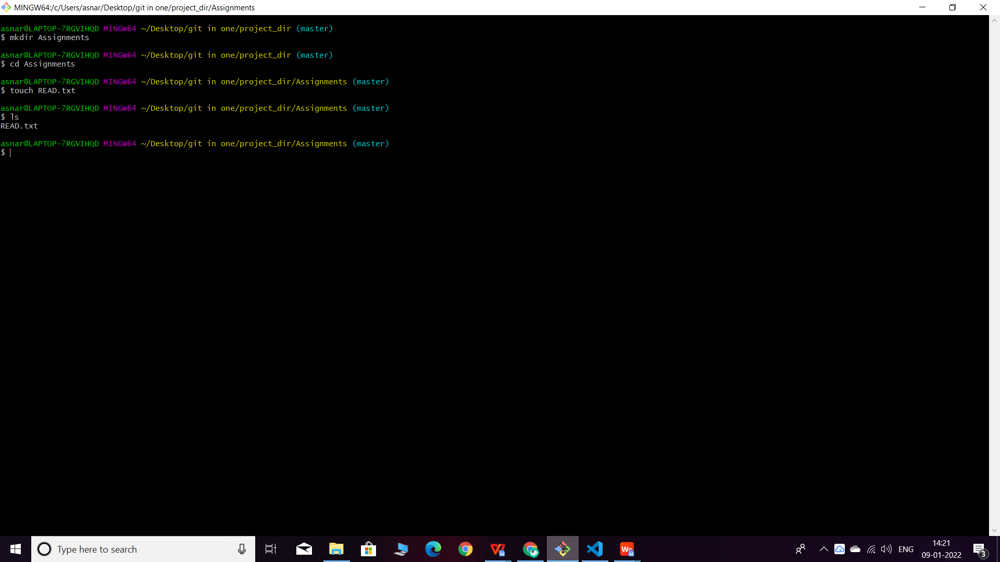 MINGW64:/c/Users/asnar/Desktop/git in one/project_dir/Assignments
asnar@LAPTOP-7RGVIHQD MINGW64 ~/Desktop/git in one/project_dir (master)
$ mkdir Assignments
asnar@LAPTOP-7RGVIHQD MINGW64 ~/Desktop/git in one/project_dir (master)
$ cd Assignments
asnar@LAPTOP-7RGVIHQD MINGW64 ~/Desktop/git in one/project_dir/Assignments (master)
$ touch READ.txt
asnar@LAPTOP-7RGVIHQD MINGW64 ~/Desktop/git in one/project_dir/Assignments (master)
$ ls
READ.txt
asnar@LAPTOP-7RGVIHQD MINGW64 ~/Desktop/git in one/project_dir/Assignments (master)
$
Type here to search
ENG
14:21
09-01-2022
3